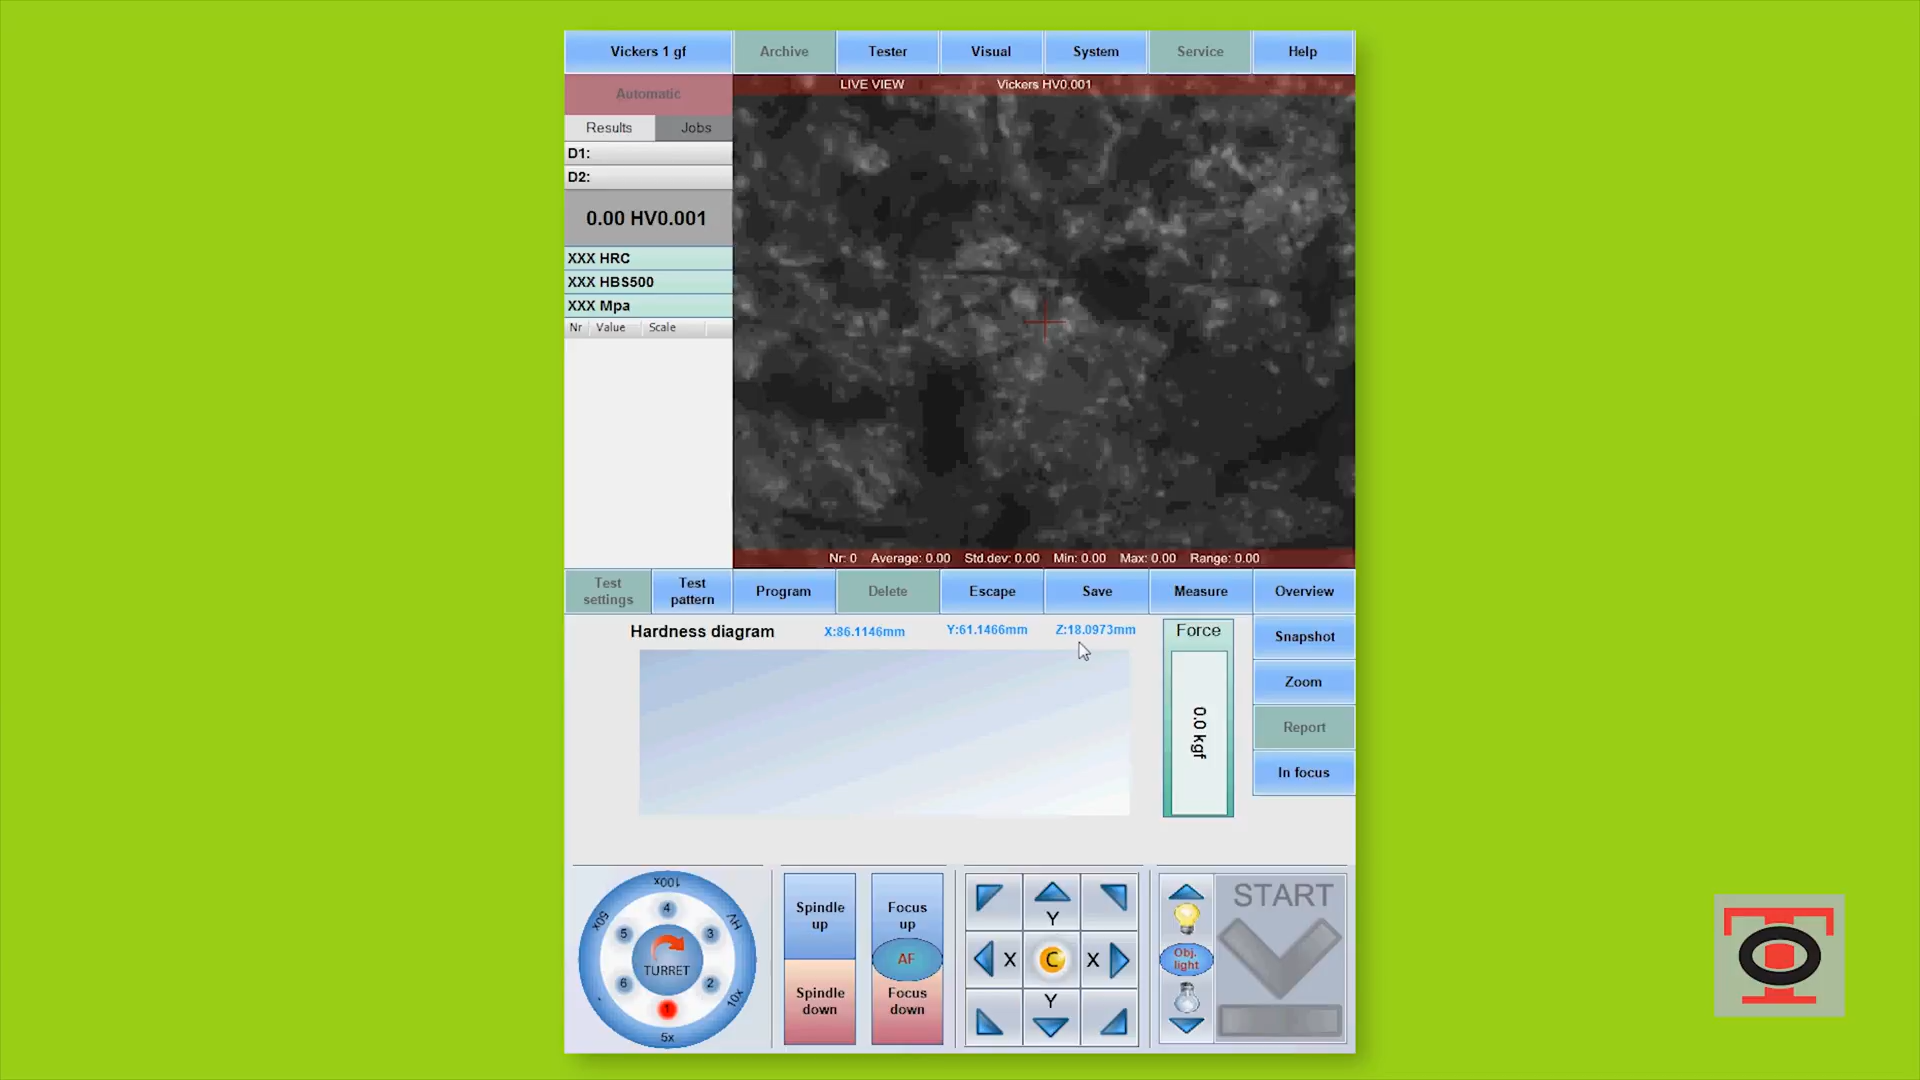 Vickers 1 gf Archive Tester Visual System Service Help
Automatic LIVE VIEW Vickers HV0.001
Results Jobs
D1:
D2:
0.00 HV0.001
XXX HRC
XXX HBS500
XXX Mpa
Nr Value Scale
Nr: 0 Average: 0.00 Std.dev: 0.00 Min: 0.00 Max: 0.00 Range: 0.00
Test settings Test pattern Program Delete Escape Save Measure Overview
Hardness diagram X:86.1146mm Y:61.1466mm Z:18.0973mm Force Snapshot
Zoom
0.0 kgf
Report
In focus
100x
50x HV
4
5 3
TURRET
6 2
1
10x
5x
Spindle up
Spindle down
Focus up
AF
Focus down
Y
X C X
Y
Obj. light
START